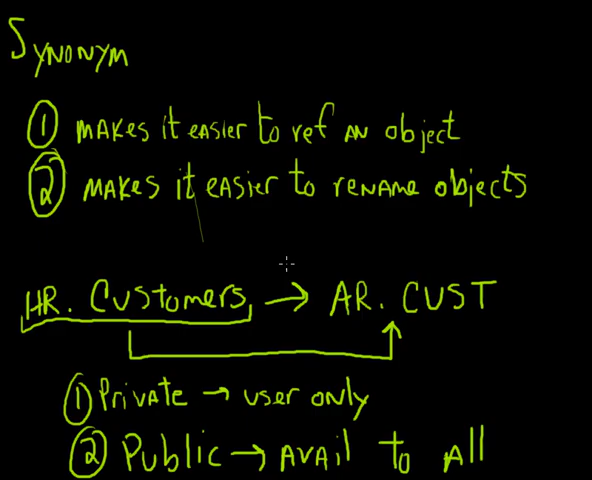 SYNONYM
① MAKES it EASIER to ref AN object
② MAKES it EASIER to RENAME objects
HR. Customers → AR. CUST
① Private → user only
② Public → AVAIL to All